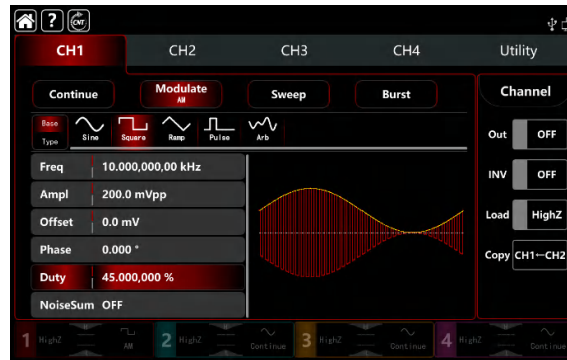 ? CNT
CH1 CH2 CH3 CH4 Utility
Continue Modulate AM Sweep Burst Channel
Base Type Sine Square Ramp Pulse Arb
Out OFF
Freq 10.000,000,00 kHz
INV OFF
Ampl 200.0 mVpp
Offset 0.0 mV
Load HighZ
Phase 0.000 °
Copy CH1←CH2
Duty 45.000,000 %
NoiseSum OFF
1 HighZ AM 2 HighZ Continue 3 HighZ Continue 4 HighZ Continue